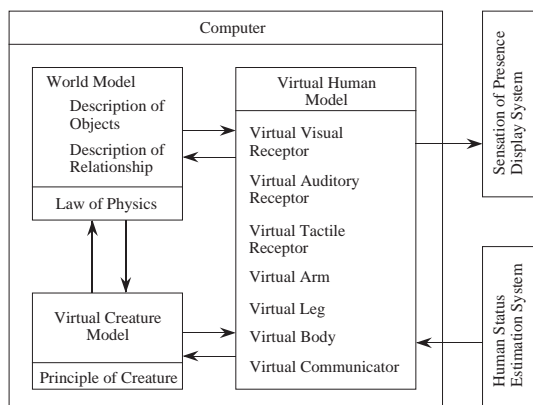 Computer
World Model
Description of
Objects
Description of
Relationship
Law of Physics
Virtual Creature
Model
Principle of Creature
Virtual Human
Model
Virtual Visual
Receptor
Virtual Auditory
Receptor
Virtual Tactile
Receptor
Virtual Arm
Virtual Leg
Virtual Body
Virtual Communicator
Sensation of Presence
Display System
Human Status
Estimation System